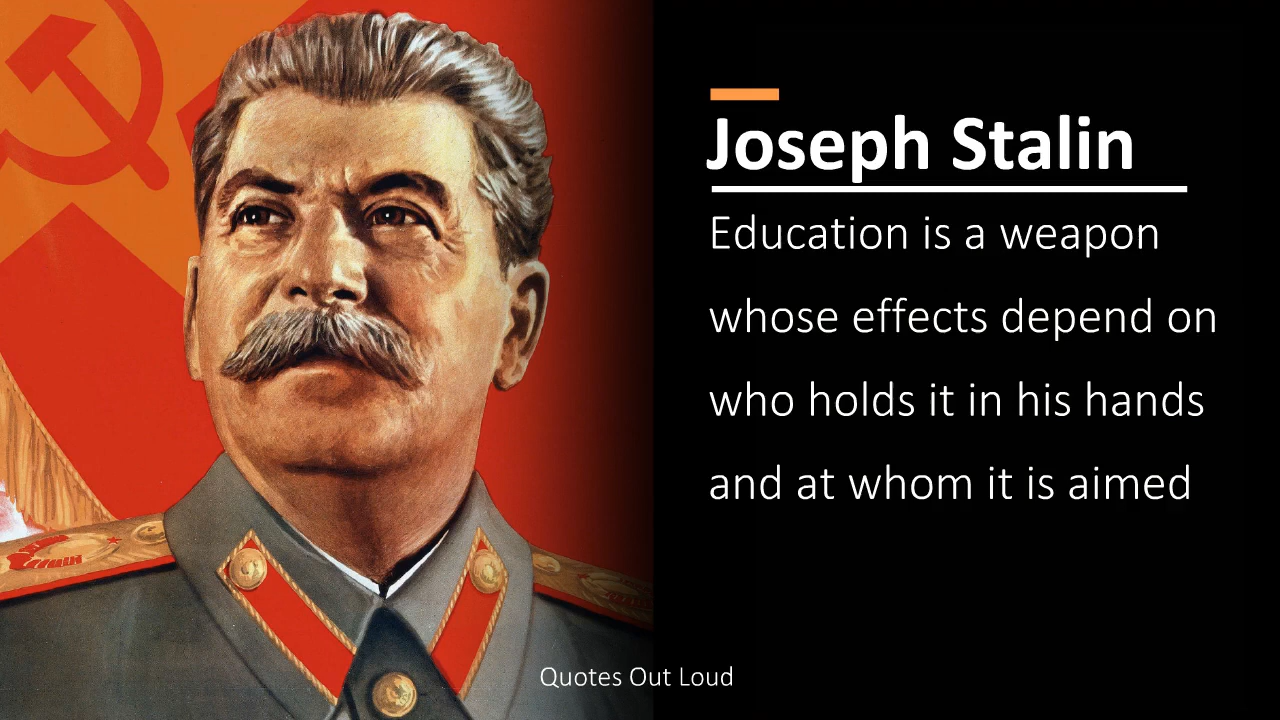 Joseph Stalin
Education is a weapon
whose effects depend on
who holds it in his hands
and at whom it is aimed
Quotes Out Loud